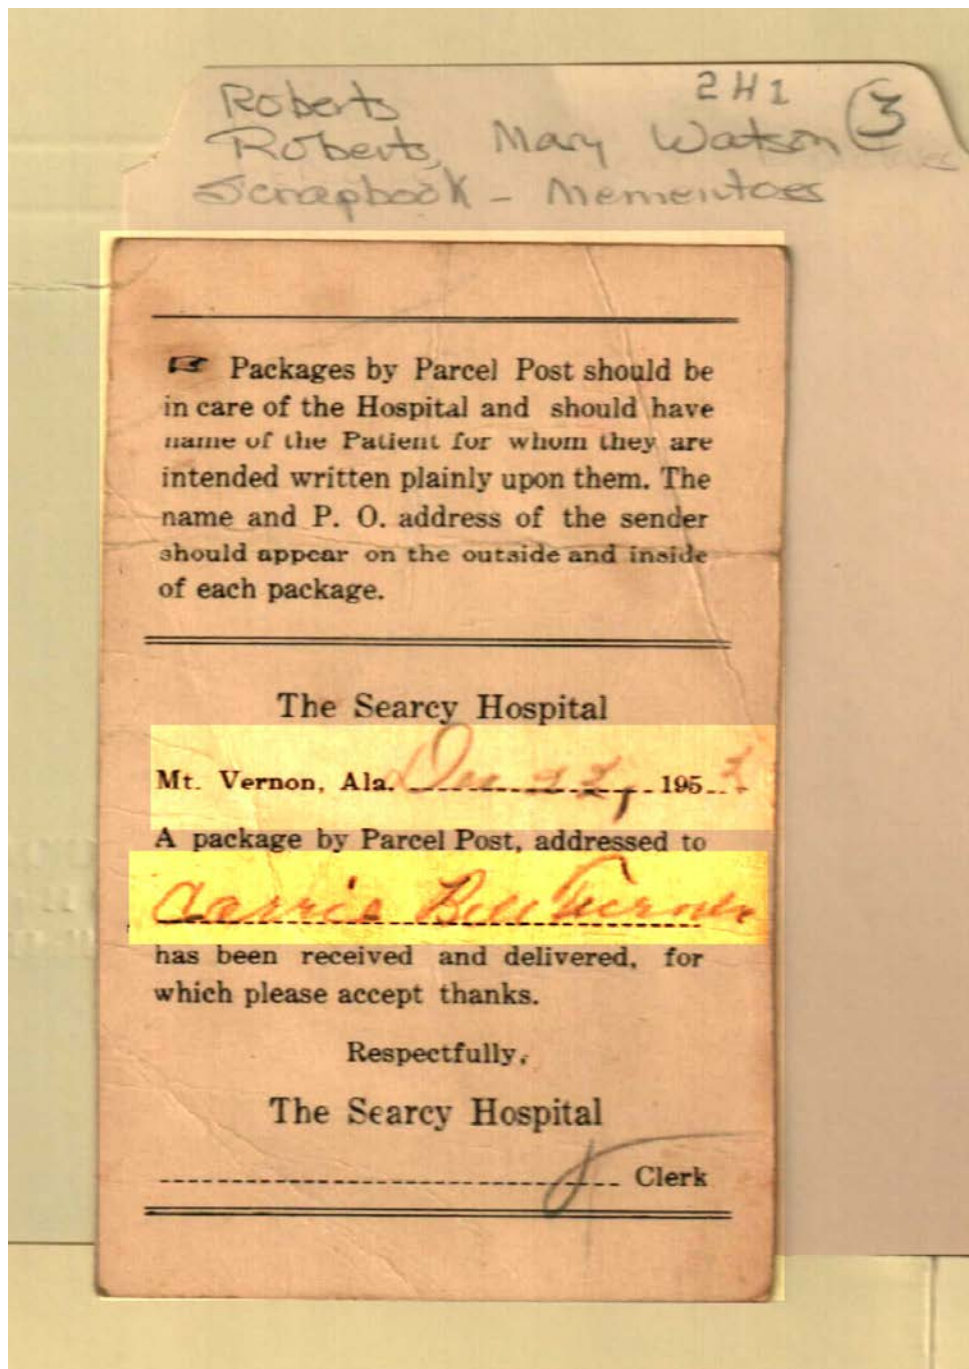 Roberts 2H1 3
Roberts, Mary Watson
Scrapbook - Mementoes
☞ Packages by Parcel Post should be
in care of the Hospital and should have
name of the Patient for whom they are
intended written plainly upon them. The
name and P. O. address of the sender
should appear on the outside and inside
of each package.
The Searcy Hospital
Mt. Vernon, Ala. Dec 22, 195
A package by Parcel Post, addressed to
Carrie Bell Turner
has been received and delivered, for
which please accept thanks.
Respectfully,
The Searcy Hospital
Clerk